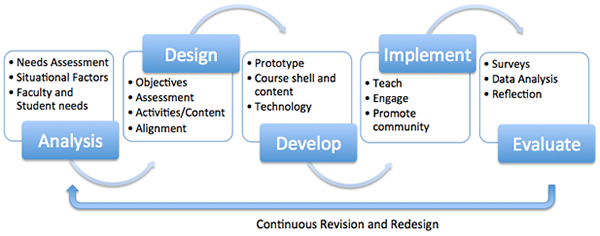 • Needs Assessment
• Situational Factors
• Faculty and
Student needs
Analysis
Design
• Objectives
• Assessment
• Activities/Content
• Alignment
• Prototype
• Course shell and
content
• Technology
Develop
Implement
• Teach
• Engage
• Promote
community
• Surveys
• Data Analysis
• Reflection
Evaluate
Continuous Revision and Redesign